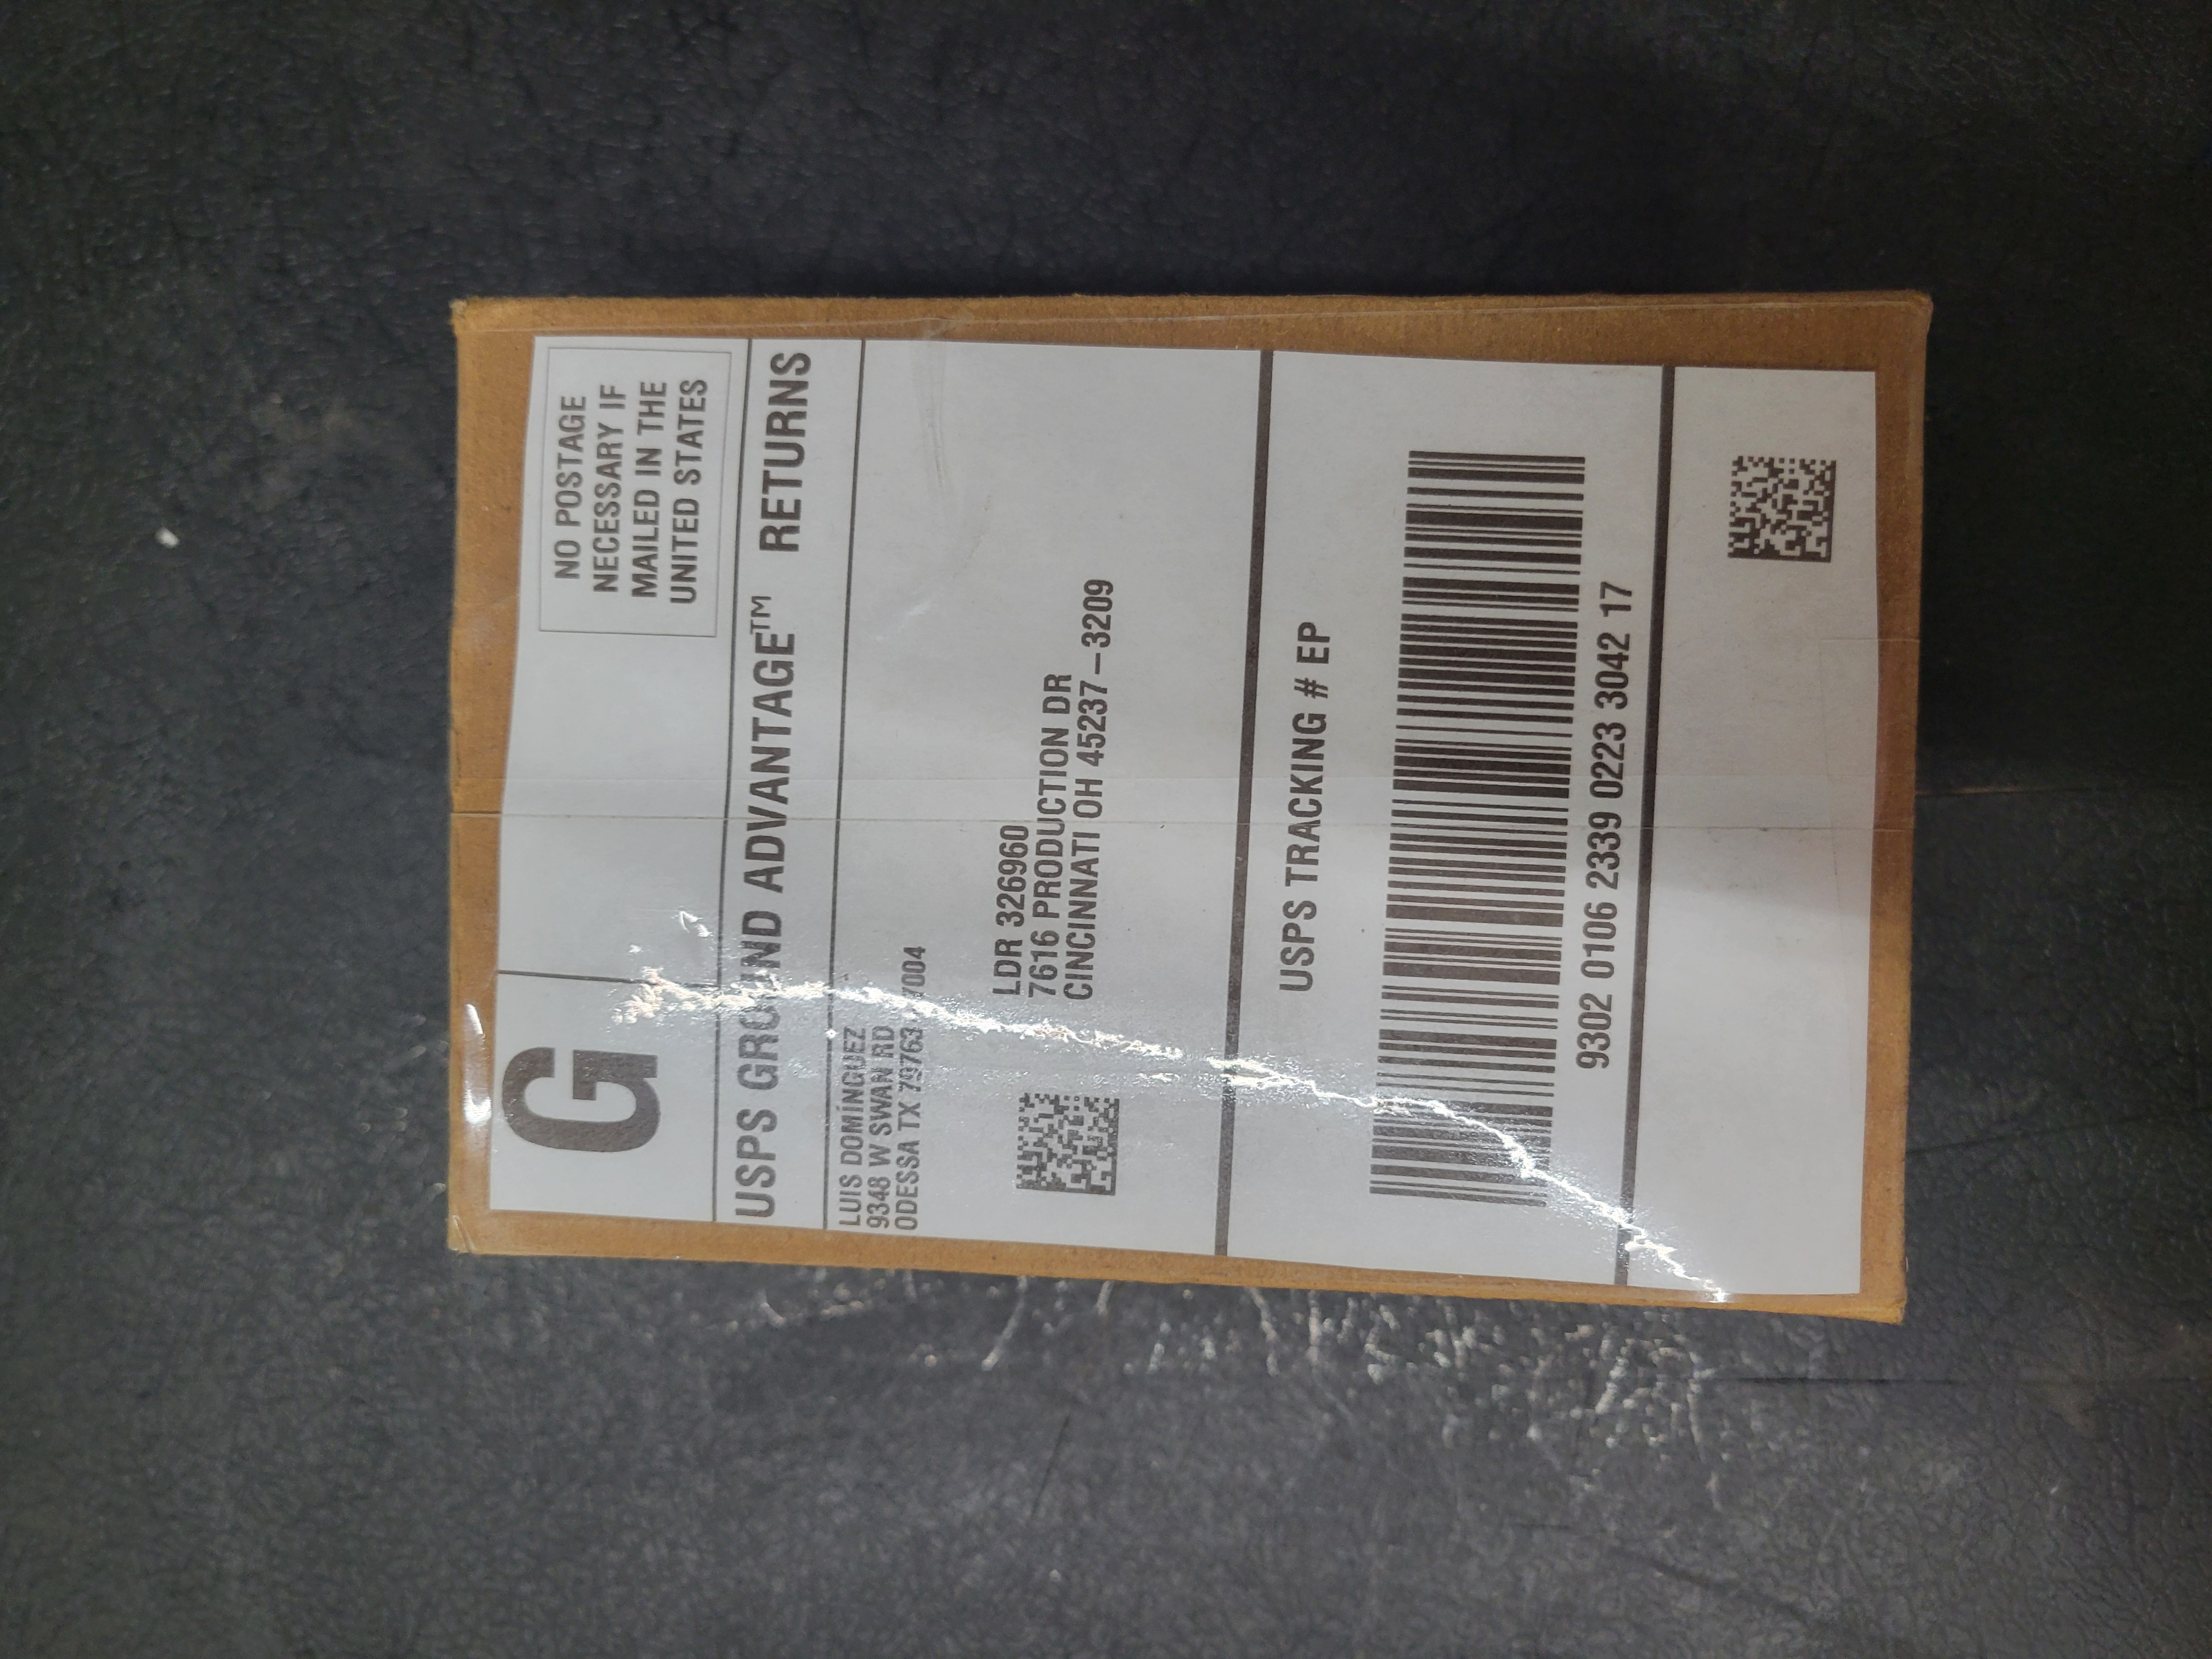 G
NO POSTAGE
NECESSARY IF
MAILED IN THE
UNITED STATES
USPS GROUND ADVANTAGE™ RETURNS
LUIS DOMÍNGUEZ
9348 W SWAN RD
ODESSA TX 79763-7004
LDR 326960
7616 PRODUCTION DR
CINCINNATI OH 45237-3209
USPS TRACKING # EP
9302 0106 2339 0223 3042 17